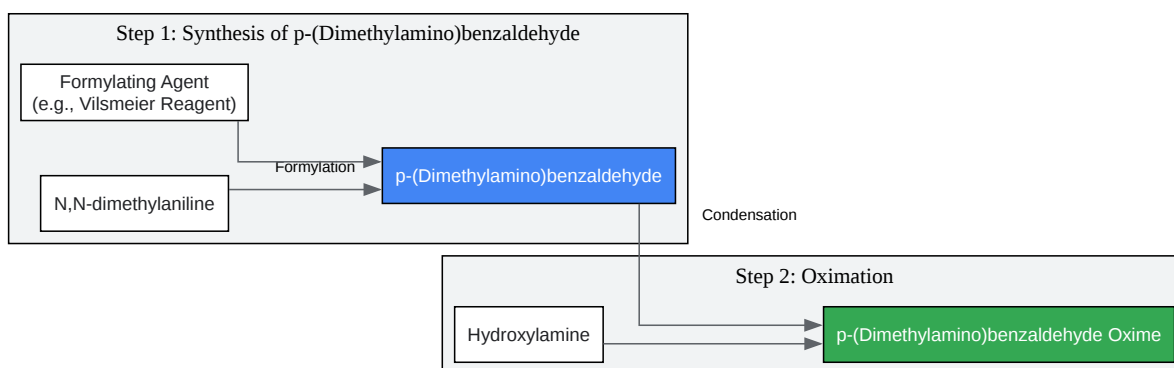 Step 1: Synthesis of p-(Dimethylamino)benzaldehyde
Formylating Agent
(e.g., Vilsmeier Reagent)
Formylation
p-(Dimethylamino)benzaldehyde
N,N-dimethylaniline
Condensation
Step 2: Oximation
Hydroxylamine
p-(Dimethylamino)benzaldehyde Oxime